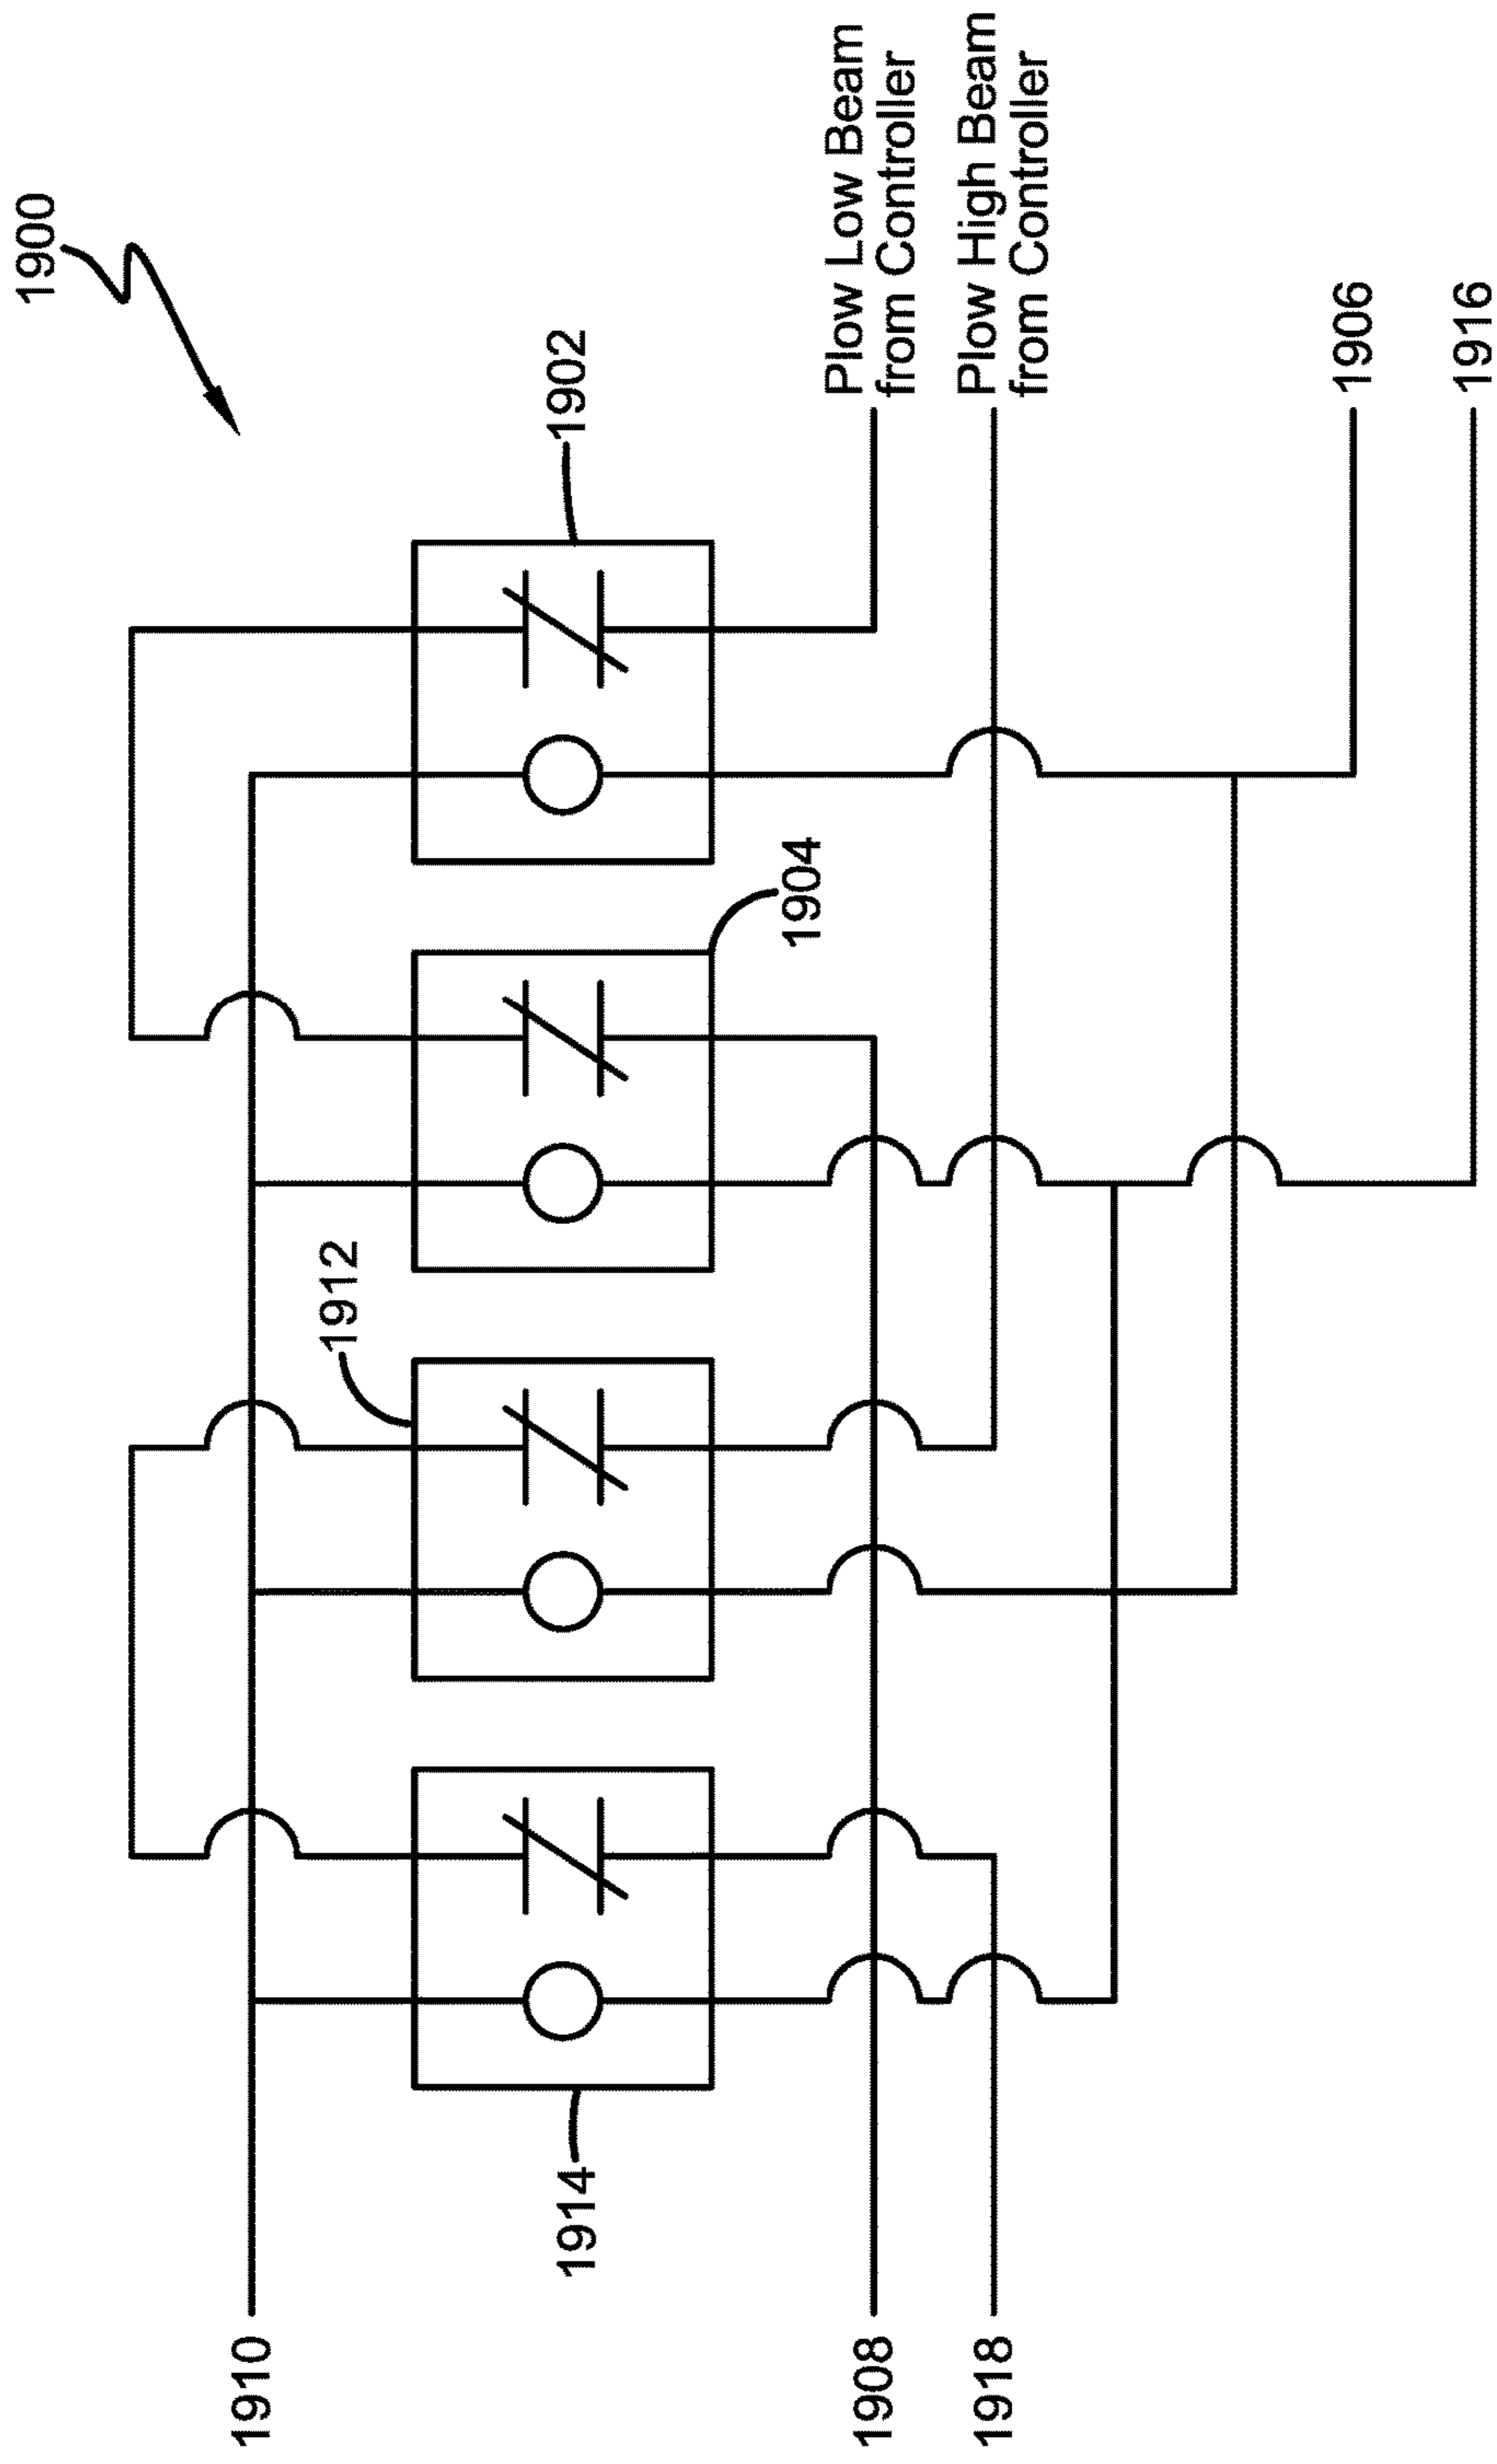 1900
1902
1904
1912
1914
1910
1908
1918
Plow Low Beam
from Controller
Plow High Beam
from Controller
1906
1916